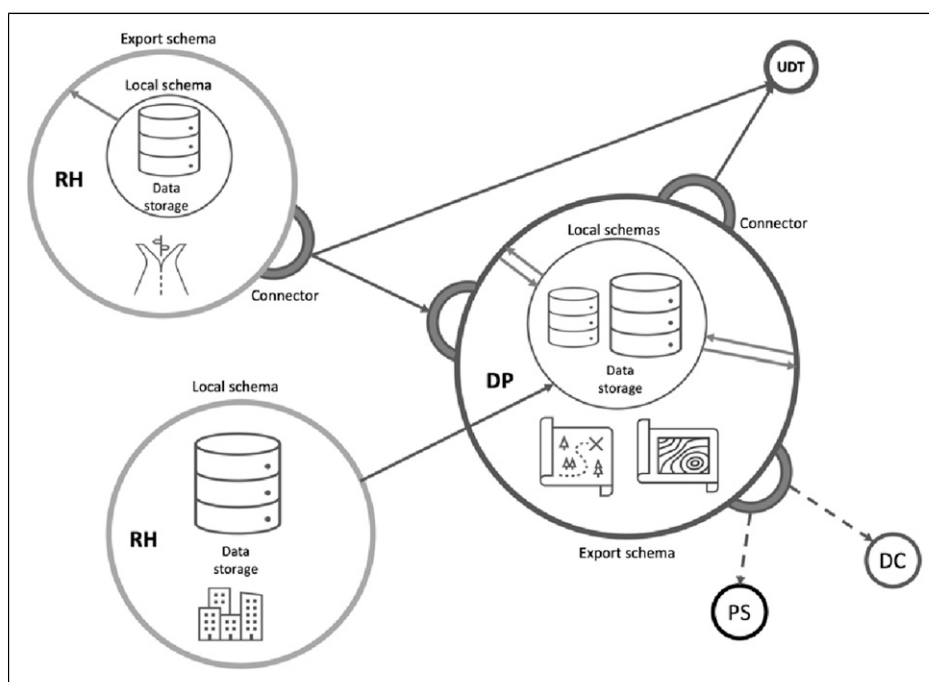 Export schema
Local schema
RH
Data
storage
Connector
UDT
Connector
Local schemas
Data
storage
DP
Export schema
Local schema
RH
Data
storage
PS
DC